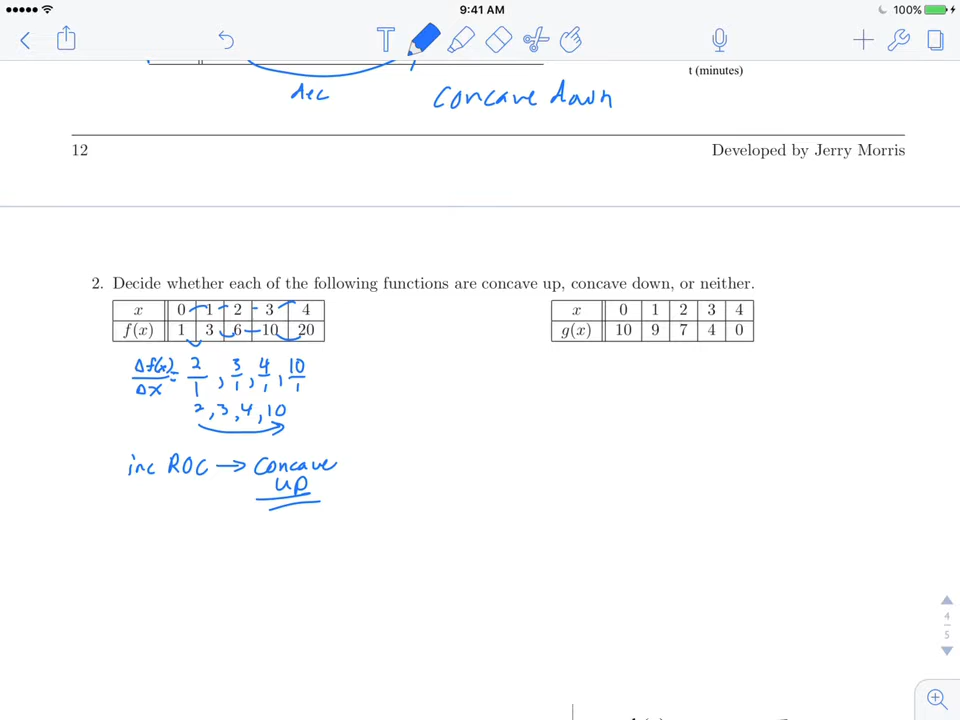 9:41 AM
100%
T
t (minutes)
dec
Concave down
12
Developed by Jerry Morris
2. Decide whether each of the following functions are concave up, concave down, or neither.
x 0 1 2 3 4
f(x) 1 3 6 10 20
x 0 1 2 3 4
g(x) 10 9 7 4 0
Δf(x)/Δx = 2/1, 3/1, 4/1, 10/1
2, 3, 4, 10
inc ROC → Concave
up
4
5